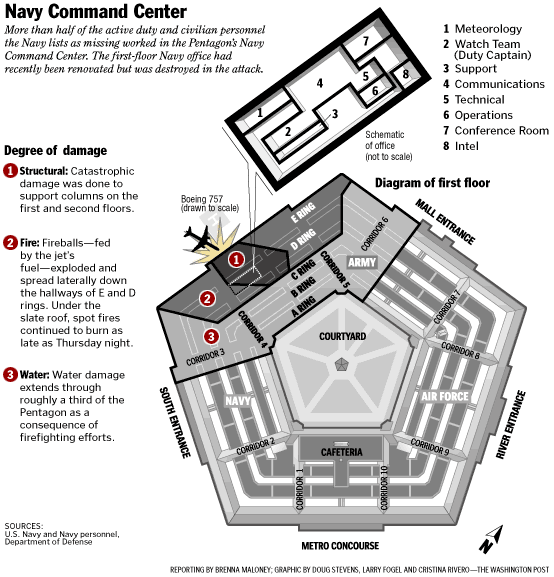 Navy Command Center
More than half of the active duty and civilian personnel
the Navy lists as missing worked in the Pentagon's Navy
Command Center. The first-floor Navy office had
recently been renovated but was destroyed in the attack.
1 Meteorology
2 Watch Team
(Duty Captain)
3 Support
4 Communications
5 Technical
6 Operations
7 Conference Room
8 Intel
7
4
5
8
6
1
3
2
Schematic
of office
(not to scale)
Degree of damage
1 Structural: Catastrophic
damage was done to
support columns on the
first and second floors.
2 Fire: Fireballs—fed
by the jet's
fuel—exploded and
spread laterally down
the hallways of E and D
rings. Under the
slate roof, spot fires
continued to burn as
late as Thursday night.
3 Water: Water damage
extends through
roughly a third of the
Pentagon as a
consequence of
firefighting efforts.
Diagram of first floor
Boeing 757
(drawn to scale)
MALL ENTRANCE
E RING
D RING
C RING
B RING
A RING
CORRIDOR 6
CORRIDOR 5
ARMY
1
2
3
CORRIDOR 4
CORRIDOR 3
CORRIDOR 7
CORRIDOR 8
COURTYARD
NAVY
AIR FORCE
SOUTH ENTRANCE
RIVER ENTRANCE
CORRIDOR 2
CAFETERIA
CORRIDOR 9
CORRIDOR 1
CORRIDOR 10
METRO CONCOURSE
N
SOURCES:
U.S. Navy and Navy personnel,
Department of Defense
REPORTING BY BRENNA MALONEY; GRAPHIC BY DOUG STEVENS, LARRY FOGEL AND CRISTINA RIVERO—THE WASHINGTON POST